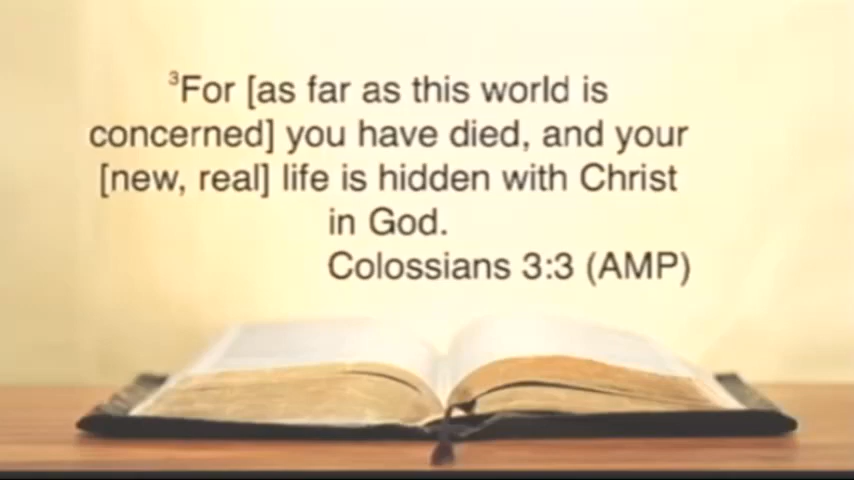 ³For [as far as this world is
concerned] you have died, and your
[new, real] life is hidden with Christ
in God.
Colossians 3:3 (AMP)